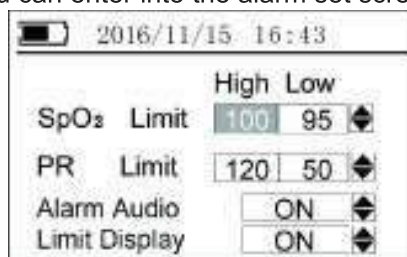 2016/11/15 16:43
High Low
SpO₂ Limit 100 95
PR Limit 120 50
Alarm Audio ON
Limit Display ON